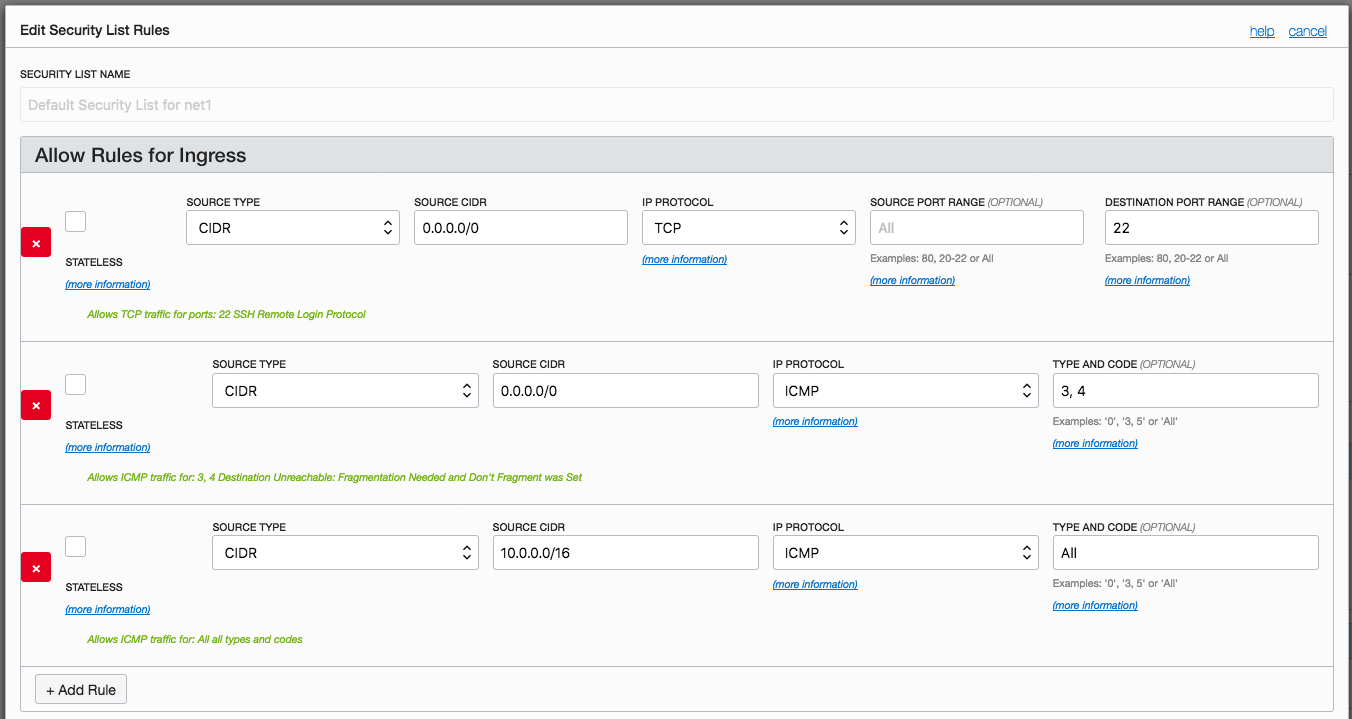 Edit Security List Rules
help cancel
SECURITY LIST NAME
Default Security List for net1
Allow Rules for Ingress
SOURCE TYPE SOURCE CIDR IP PROTOCOL SOURCE PORT RANGE (OPTIONAL) DESTINATION PORT RANGE (OPTIONAL)
× CIDR 0.0.0.0/0 TCP All 22
STATELESS (more information) Examples: 80, 20-22 or All Examples: 80, 20-22 or All
(more information) (more information) (more information)
Allows TCP traffic for ports: 22 SSH Remote Login Protocol
SOURCE TYPE SOURCE CIDR IP PROTOCOL TYPE AND CODE (OPTIONAL)
× CIDR 0.0.0.0/0 ICMP 3, 4
STATELESS (more information) Examples: '0', '3, 5' or 'All'
(more information) (more information)
Allows ICMP traffic for: 3, 4 Destination Unreachable: Fragmentation Needed and Don't Fragment was Set
SOURCE TYPE SOURCE CIDR IP PROTOCOL TYPE AND CODE (OPTIONAL)
× CIDR 10.0.0.0/16 ICMP All
STATELESS (more information) Examples: '0', '3, 5' or 'All'
(more information) (more information)
Allows ICMP traffic for: All all types and codes
+ Add Rule